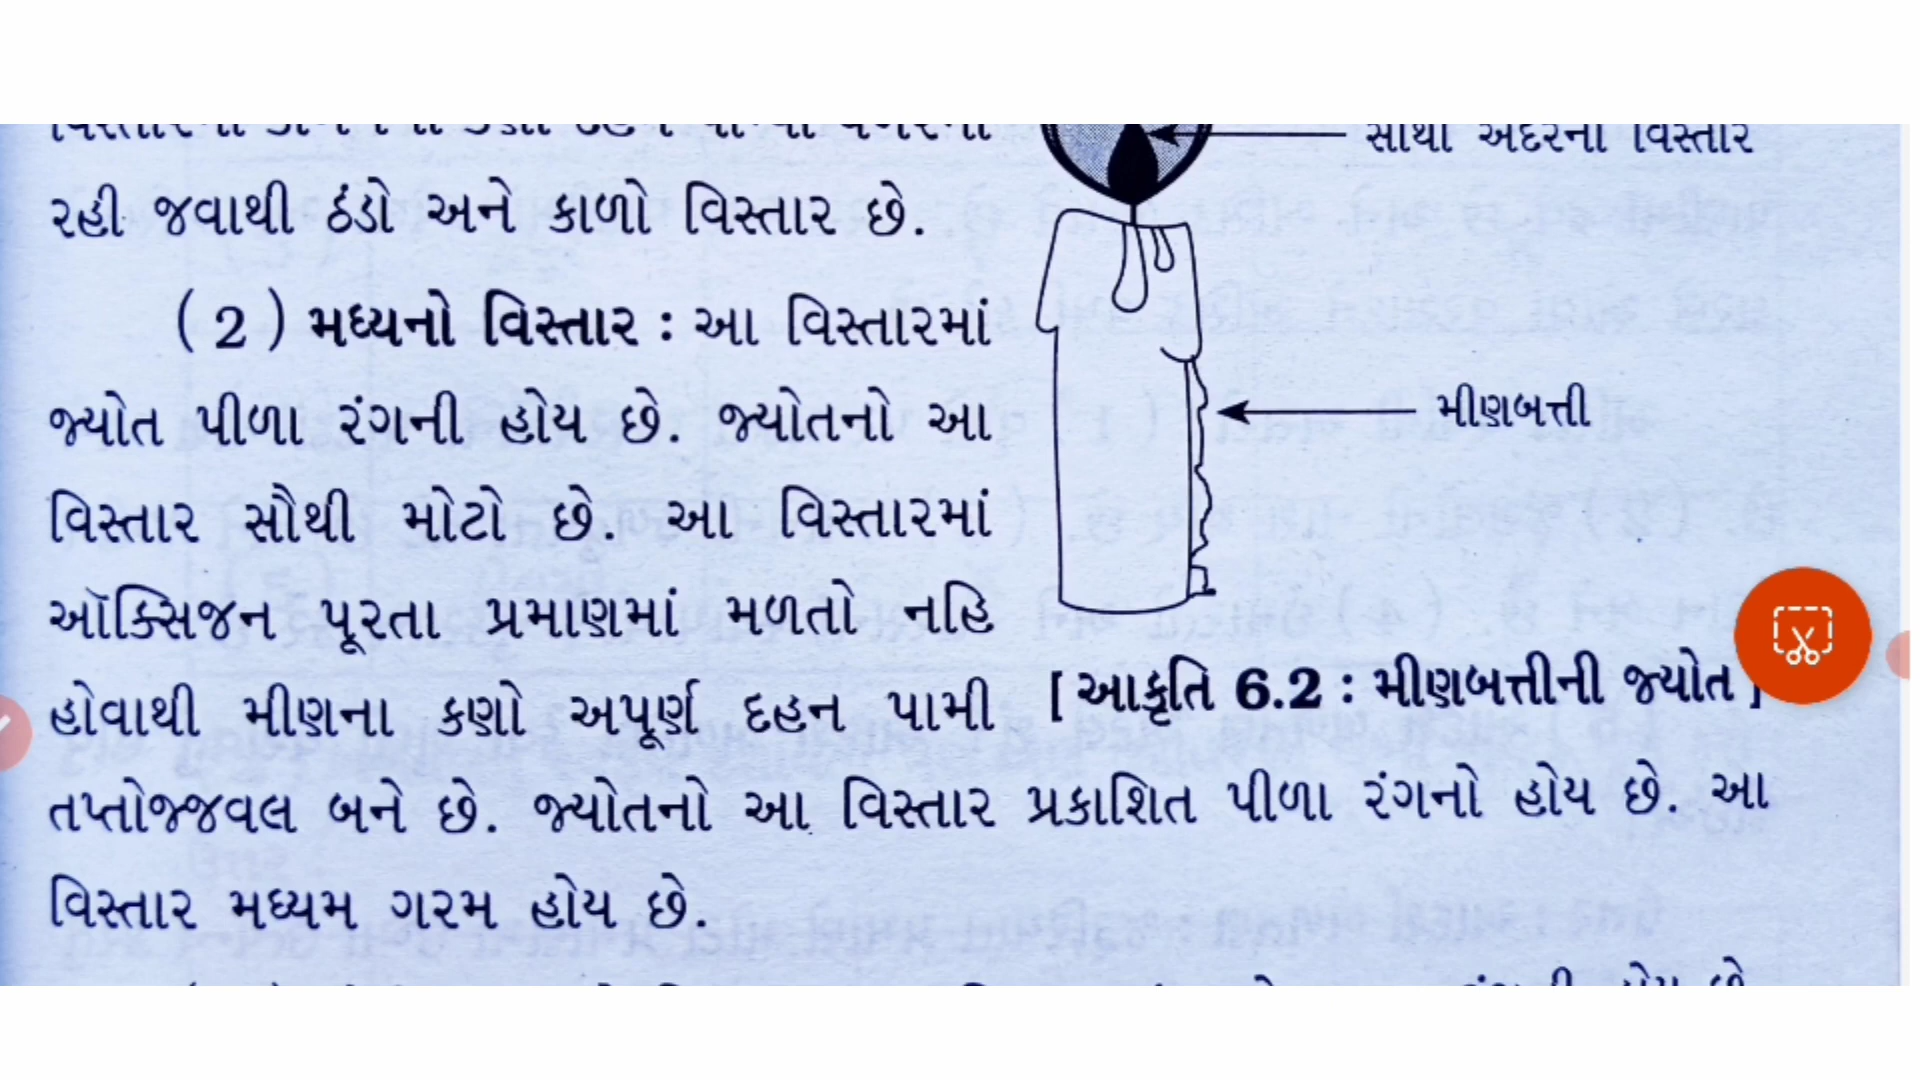 સૌથી અંદરનો વિસ્તાર
રહી જવાથી ઠંડો અને કાળો વિસ્તાર છે.
(2) મધ્યનો વિસ્તાર : આ વિસ્તારમાં
જ્યોત પીળા રંગની હોય છે. જ્યોતનો આ
મીણબત્તી
વિસ્તાર સૌથી મોટો છે. આ વિસ્તારમાં
ઑક્સિજન પૂરતા પ્રમાણમાં મળતો નહિ
હોવાથી મીણના કણો અપૂર્ણ દહન પામી
[ આકૃતિ 6.2 : મીણબત્તીની જ્યોત ]
તપ્તોજ્જવલ બને છે. જ્યોતનો આ વિસ્તાર પ્રકાશિત પીળા રંગનો હોય છે. આ
વિસ્તાર મધ્યમ ગરમ હોય છે.